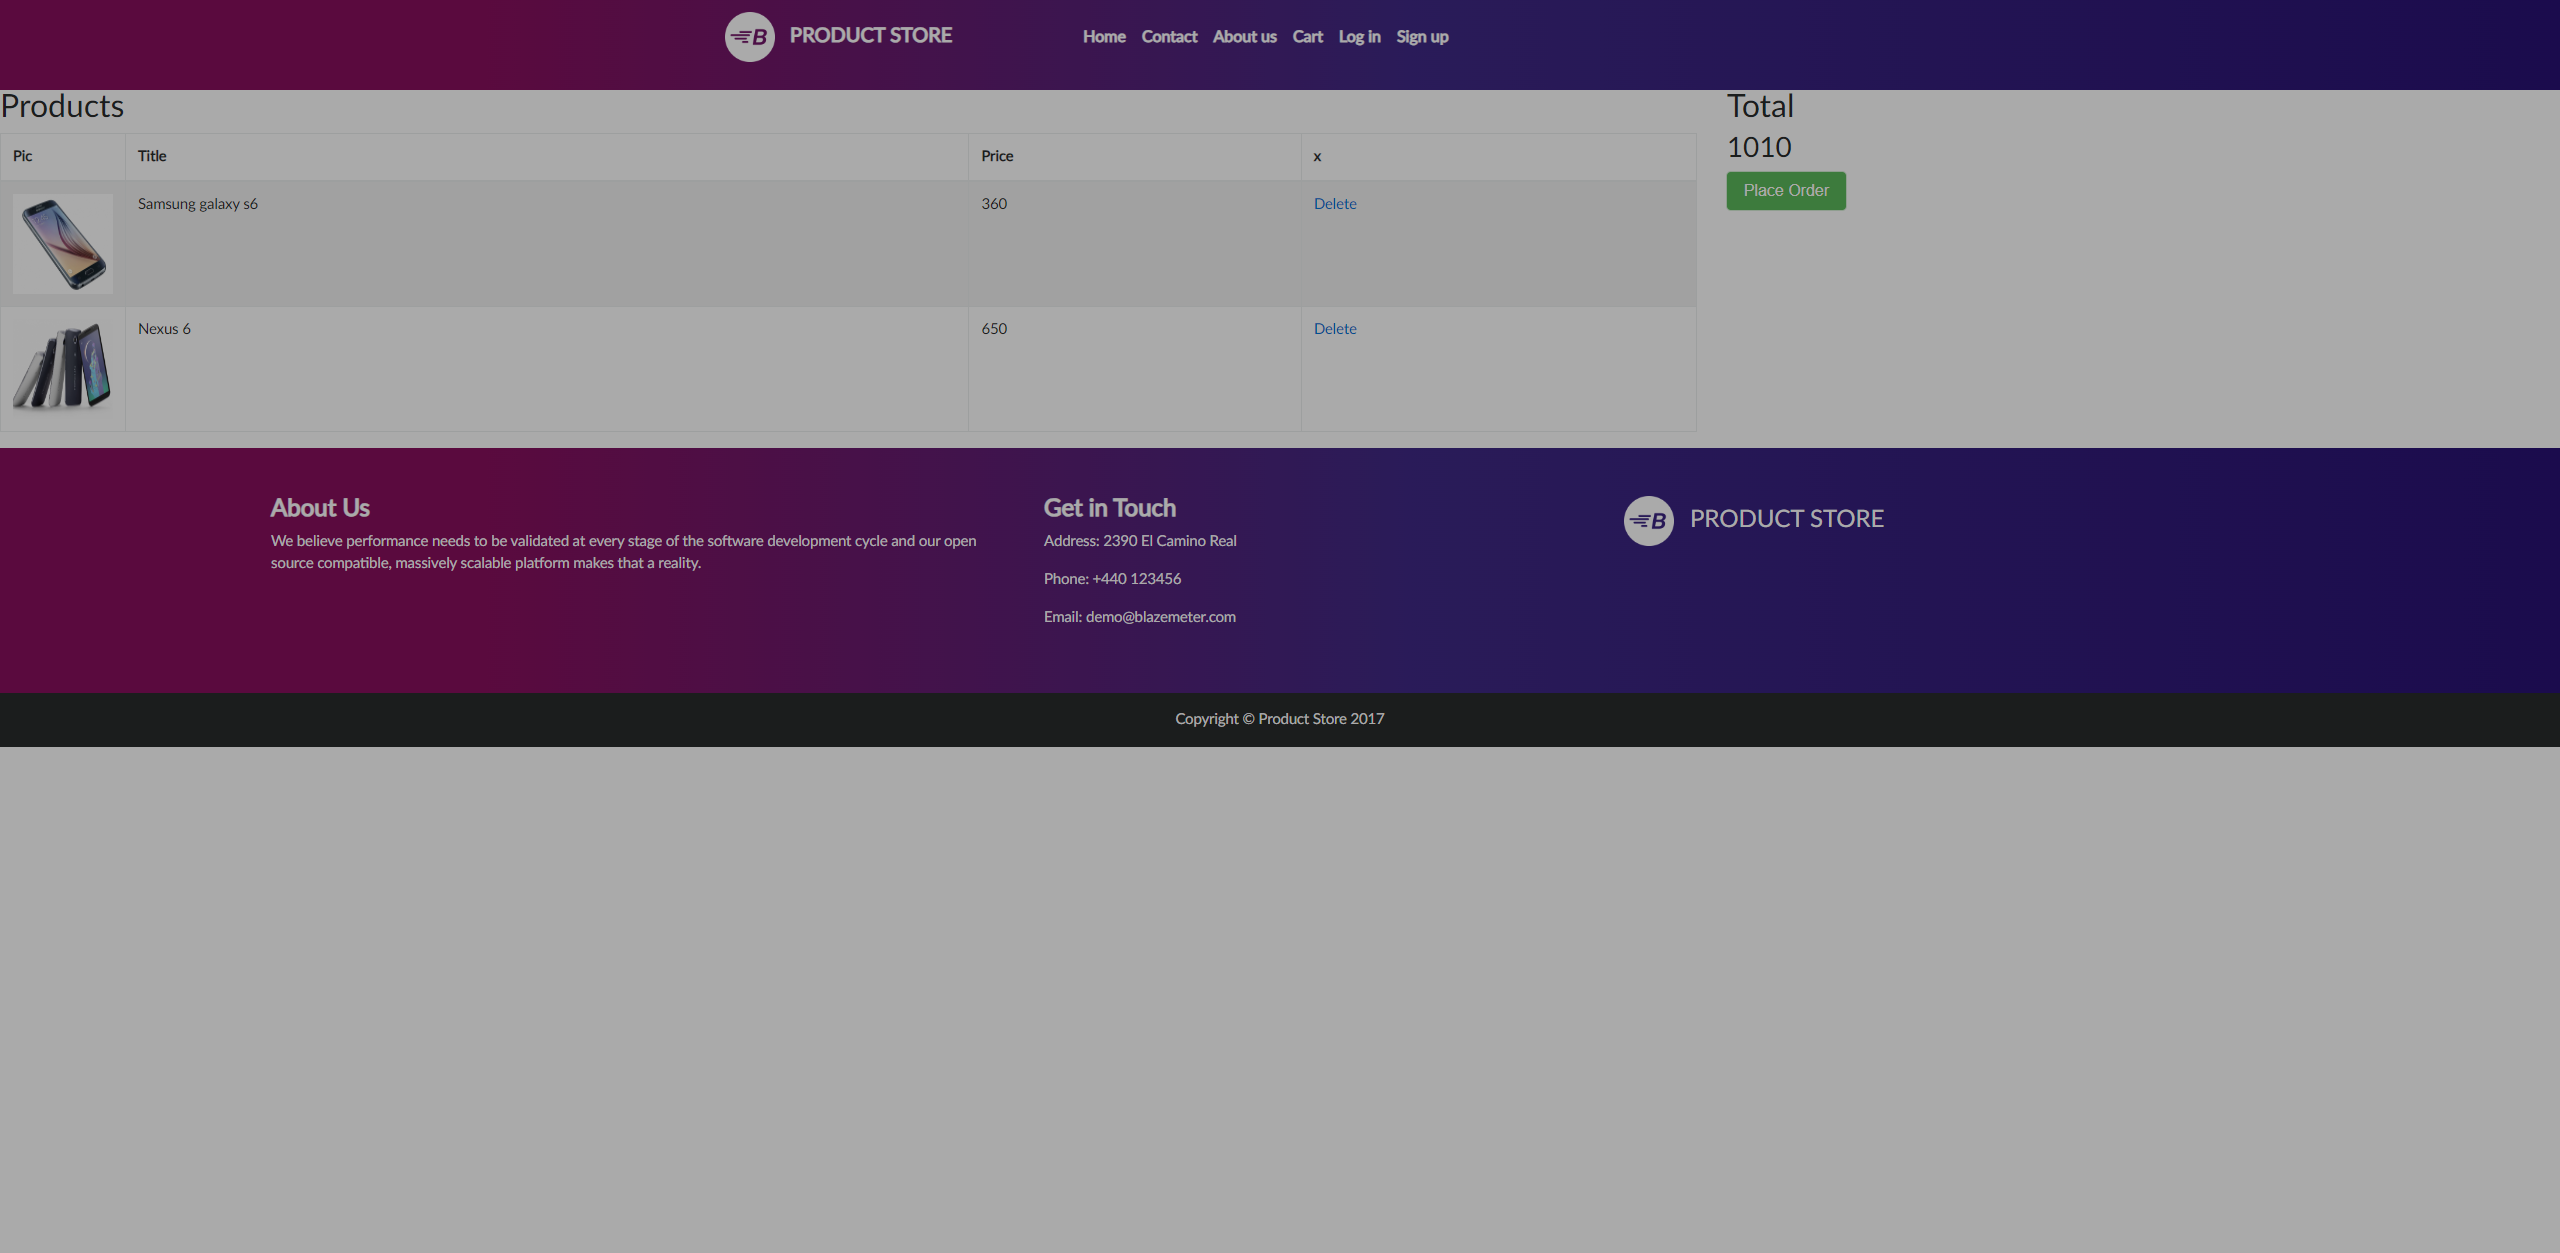 B PRODUCT STORE Home Contact About us Cart Log in Sign up
Products
Total
1010
Place Order
Pic Title Price x
Samsung galaxy s6 360 Delete
Nexus 6 650 Delete
About Us
We believe performance needs to be validated at every stage of the software development cycle and our open
source compatible, massively scalable platform makes that a reality.
Get in Touch
Address: 2390 El Camino Real
Phone: +440 123456
Email: demo@blazemeter.com
B PRODUCT STORE
Copyright © Product Store 2017